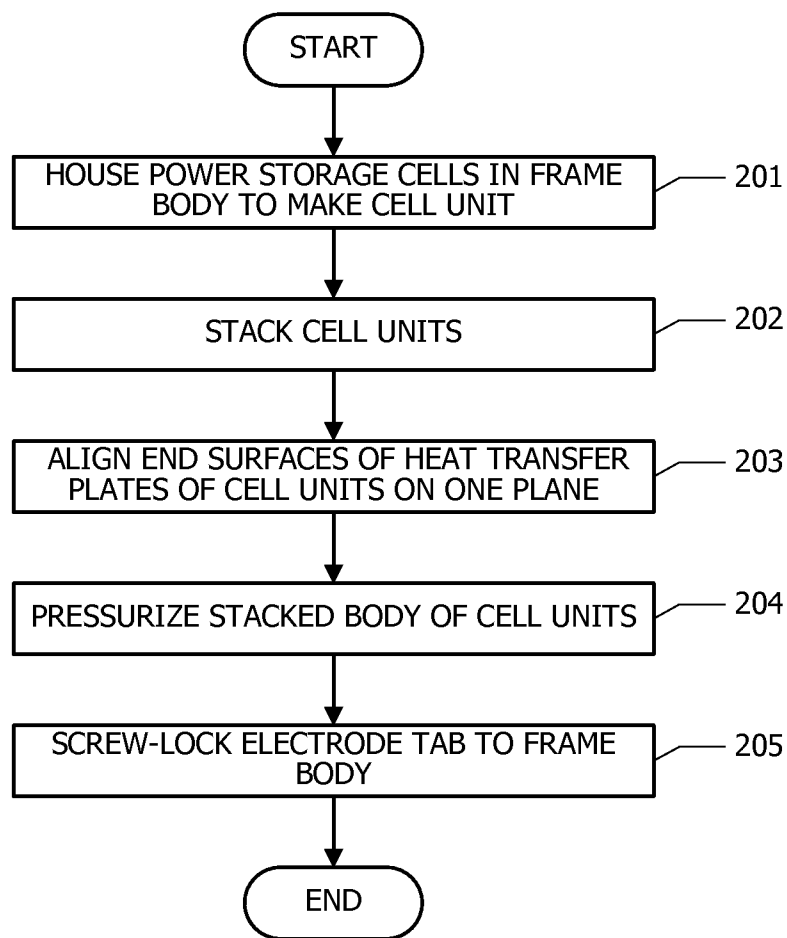 START
HOUSE POWER STORAGE CELLS IN FRAME
BODY TO MAKE CELL UNIT
201
STACK CELL UNITS
202
ALIGN END SURFACES OF HEAT TRANSFER
PLATES OF CELL UNITS ON ONE PLANE
203
PRESSURIZE STACKED BODY OF CELL UNITS
204
SCREW-LOCK ELECTRODE TAB TO FRAME
BODY
205
END